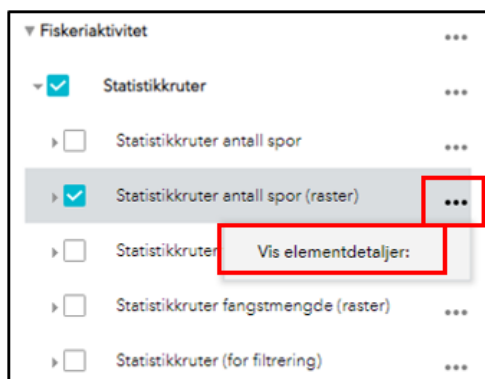 Fiskeriaktivitet
Statistikkruter
Statistikkruter antall spor
Statistikkruter antall spor (raster)
Statistikkruter
Vis elementdetaljer:
Statistikkruter fangstmengde (raster)
Statistikkruter (for filtrering)